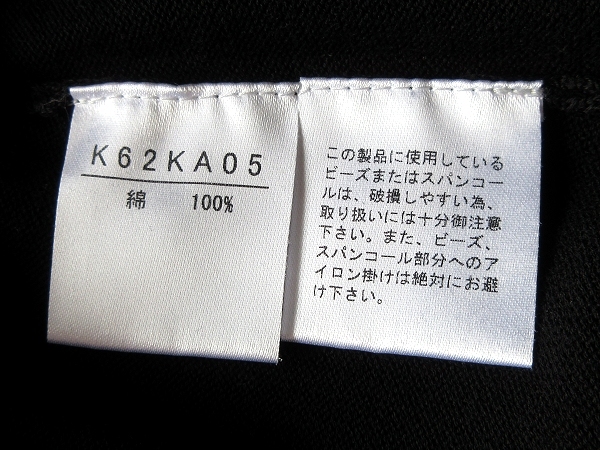 K62KA05
綿 100%
この製品に使用している
ビーズまたはスパンコー
ルは、破損しやすい為、
取り扱いには十分御注意
下さい。また、ビーズ、
スパンコール部分へのア
イロン掛けは絶対にお避
け下さい。